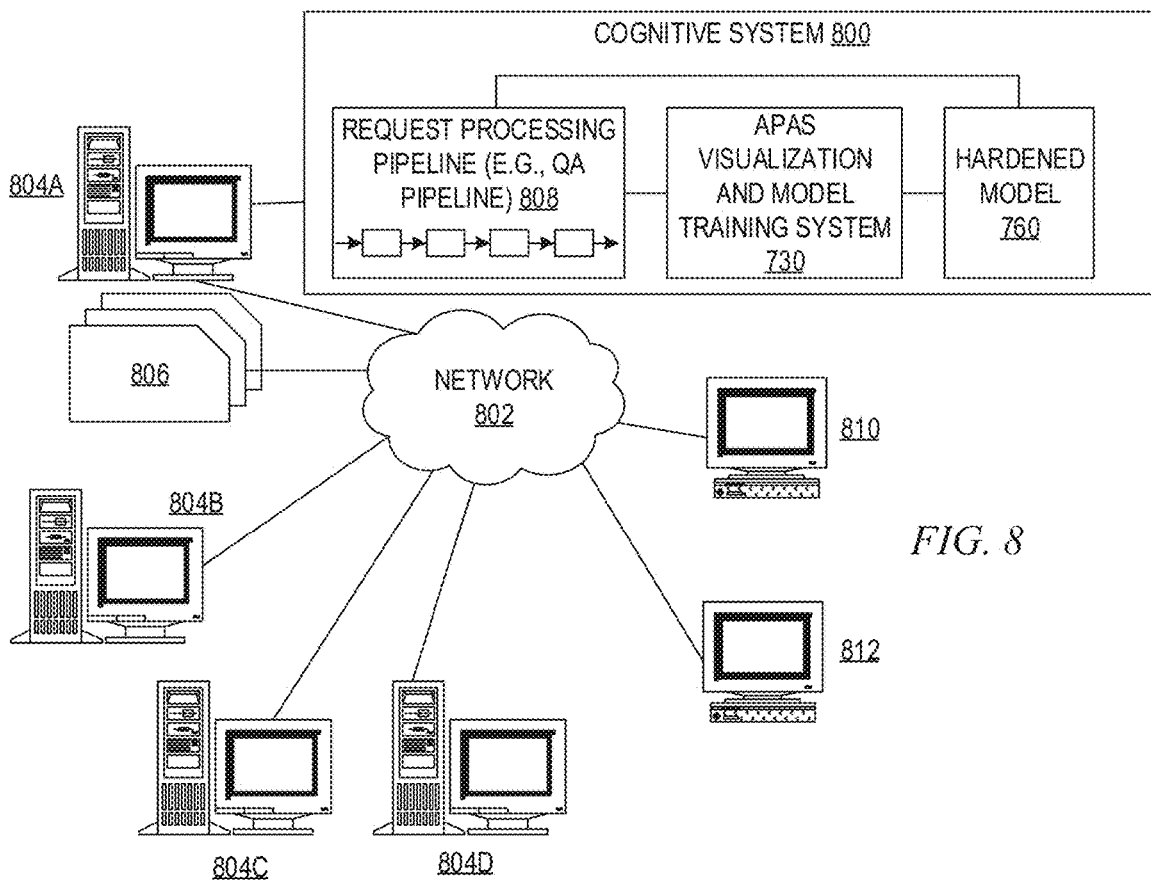 COGNITIVE SYSTEM 800
REQUEST PROCESSING
PIPELINE (E.G., QA
PIPELINE) 808
APAS
VISUALIZATION
AND MODEL
TRAINING SYSTEM
730
HARDENED
MODEL
760
804A
806
NETWORK
802
810
804B
FIG. 8
812
804C
804D